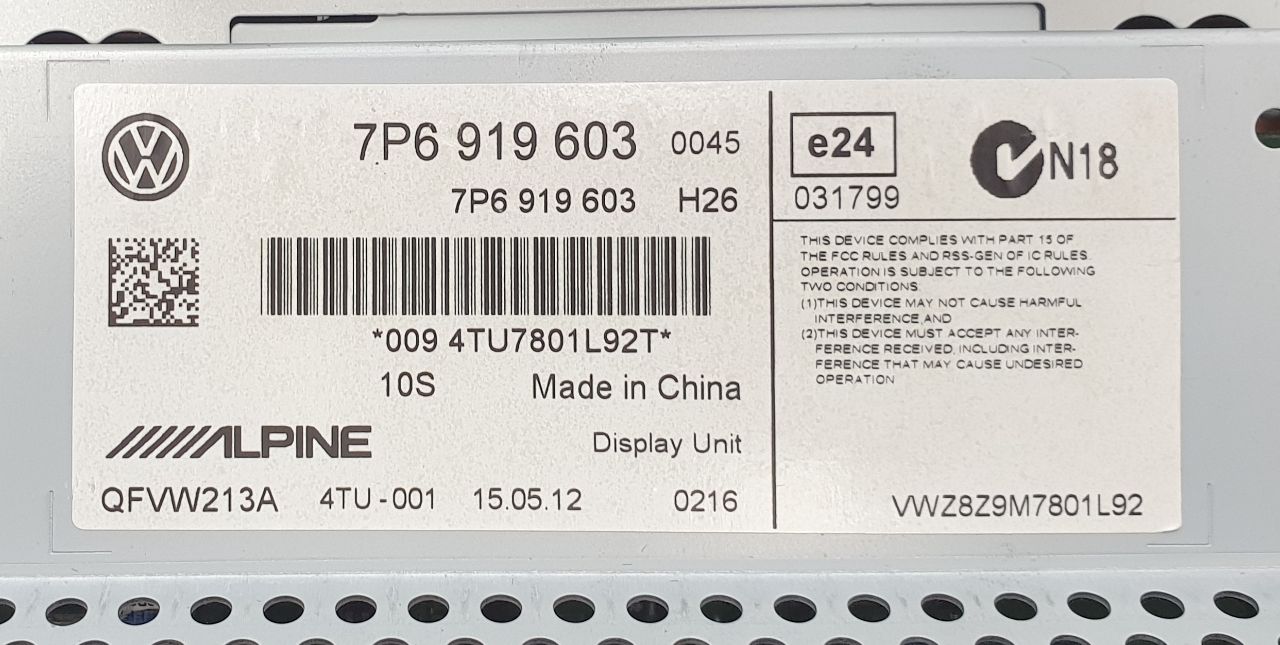 7P6 919 603 0045
7P6 919 603 H26
*009 4TU7801L92T*
10S Made in China
ALPINE
Display Unit
QFVW213A 4TU-001 15.05.12 0216
e24
031799
N18
THIS DEVICE COMPLIES WITH PART 15 OF
THE FCC RULES AND RSS-GEN OF IC RULES.
OPERATION IS SUBJECT TO THE FOLLOWING
TWO CONDITIONS:
(1)THIS DEVICE MAY NOT CAUSE HARMFUL
INTERFERENCE,AND
(2)THIS DEVICE MUST ACCEPT ANY INTER-
FERENCE RECEIVED, INCLUDING INTER-
FERENCE THAT MAY CAUSE UNDESIRED
OPERATION
VWZ8Z9M7801L92